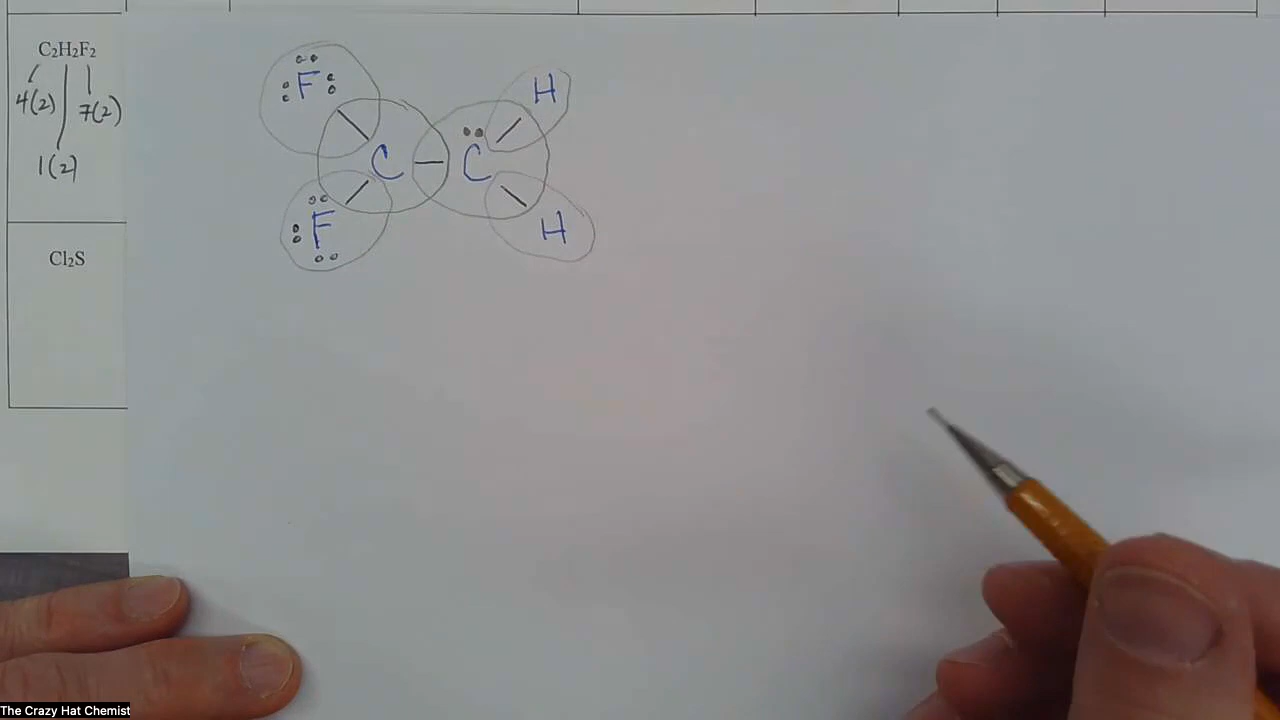 C2H2F2
4(2) 7(2)
1(2)
Cl2S
F H
C C
F H
The Crazy Hat Chemist